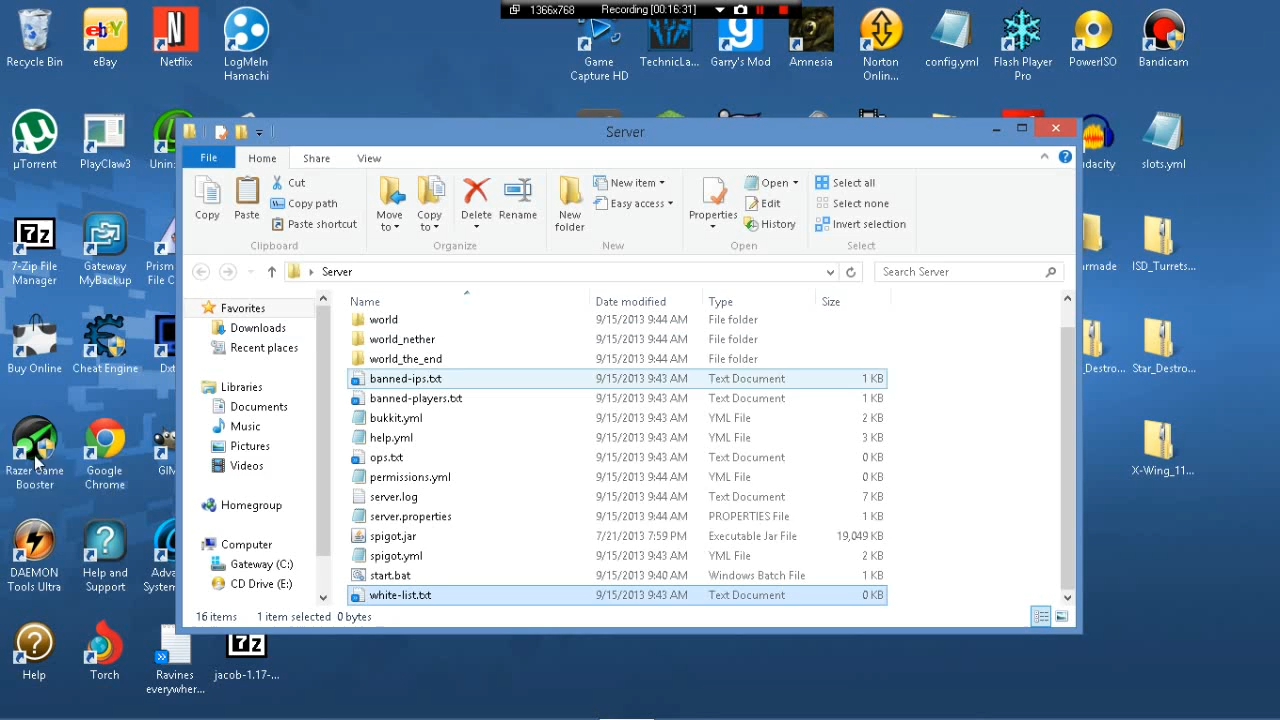 1366x768 Recording [00:16:31]
Recycle Bin
eBay
Netflix
LogMeIn
Hamachi
Game
Capture HD
TechnicLa...
Garry's Mod
Amnesia
Norton
Onlin...
config.yml
Flash Player
Pro
PowerISO
Bandicam
µTorrent
PlayClaw3
Unin
udacity
slots.yml
7-Zip File
Manager
Gateway
MyBackup
Prism
File C
rmade
ISD_Turrets...
Buy Online
Cheat Engine
Dxt
_Destro...
Star_Destro...
Razer Game
Booster
Google
Chrome
GIM
X-Wing_11...
DAEMON
Tools Ultra
Help and
Support
Adva
System
Help
Torch
Ravines
everywher...
jacob-1.17-...
Server
File Home Share View
Copy
Paste
Cut
Copy path
Paste shortcut
Clipboard
Move
to
Copy
to
Delete
Rename
Organize
New
folder
New item
Easy access
New
Properties
Open
Edit
History
Open
Select all
Select none
Invert selection
Select
Server
Search Server
Favorites
Downloads
Recent places
Libraries
Documents
Music
Pictures
Videos
Homegroup
Computer
Gateway (C:)
CD Drive (E:)
Name Date modified Type Size
world 9/15/2013 9:44 AM File folder
world_nether 9/15/2013 9:44 AM File folder
world_the_end 9/15/2013 9:44 AM File folder
banned-ips.txt 9/15/2013 9:43 AM Text Document 1 KB
banned-players.txt 9/15/2013 9:43 AM Text Document 1 KB
bukkit.yml 9/15/2013 9:43 AM YML File 2 KB
help.yml 9/15/2013 9:43 AM YML File 3 KB
ops.txt 9/15/2013 9:43 AM Text Document 0 KB
permissions.yml 9/15/2013 9:44 AM YML File 0 KB
server.log 9/15/2013 9:44 AM Text Document 7 KB
server.properties 9/15/2013 9:44 AM PROPERTIES File 1 KB
spigot.jar 7/21/2013 7:59 PM Executable Jar File 19,049 KB
spigot.yml 9/15/2013 9:43 AM YML File 2 KB
start.bat 9/15/2013 9:40 AM Windows Batch File 1 KB
white-list.txt 9/15/2013 9:43 AM Text Document 0 KB
16 items 1 item selected 0 bytes